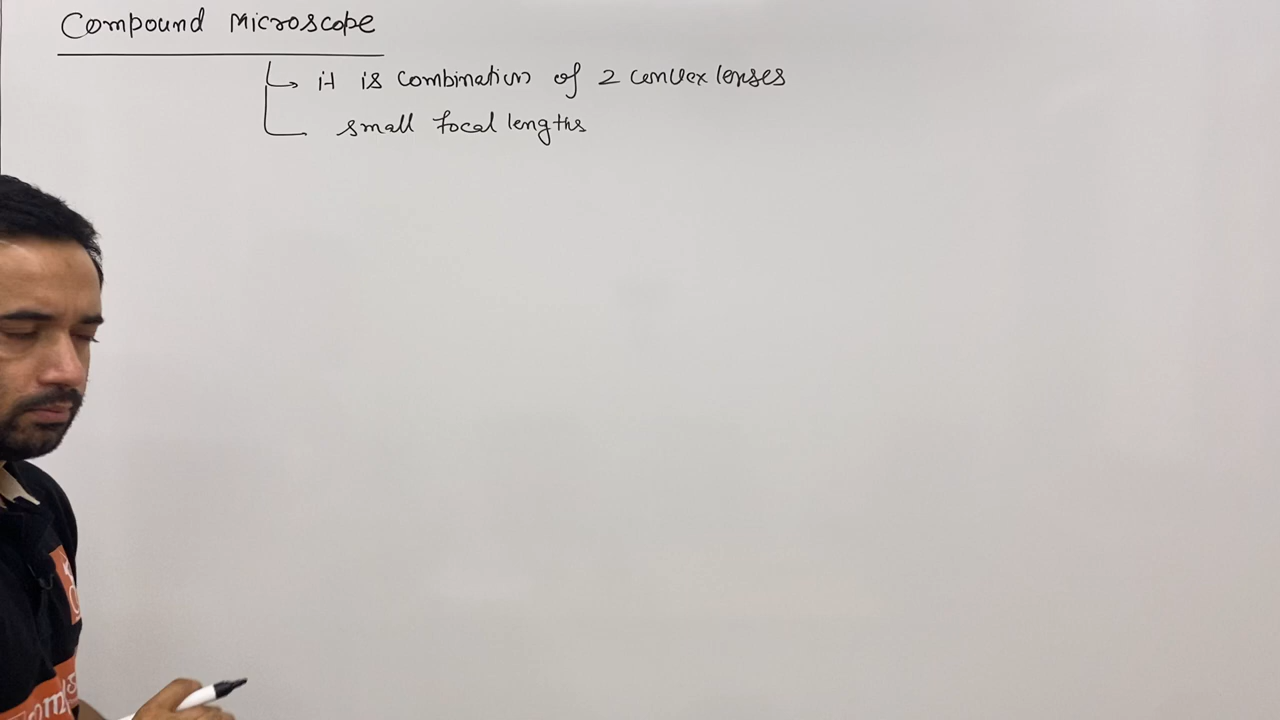 Compound Microscope
it is combination of 2 convex lenses
small focal lengths